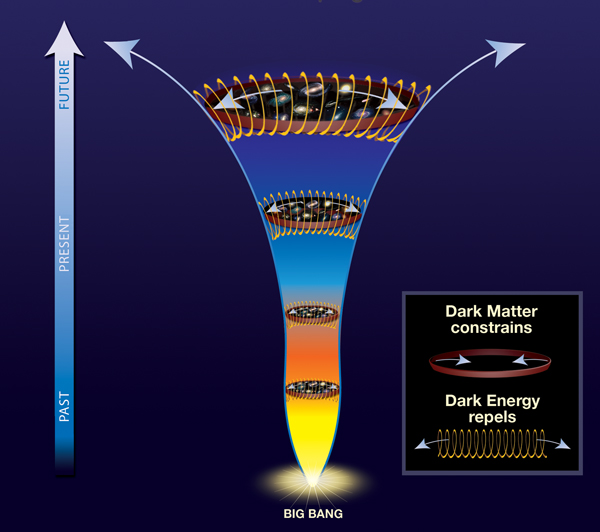 FUTURE
PRESENT
PAST
Dark Matter
constrains
Dark Energy
repels
BIG BANG